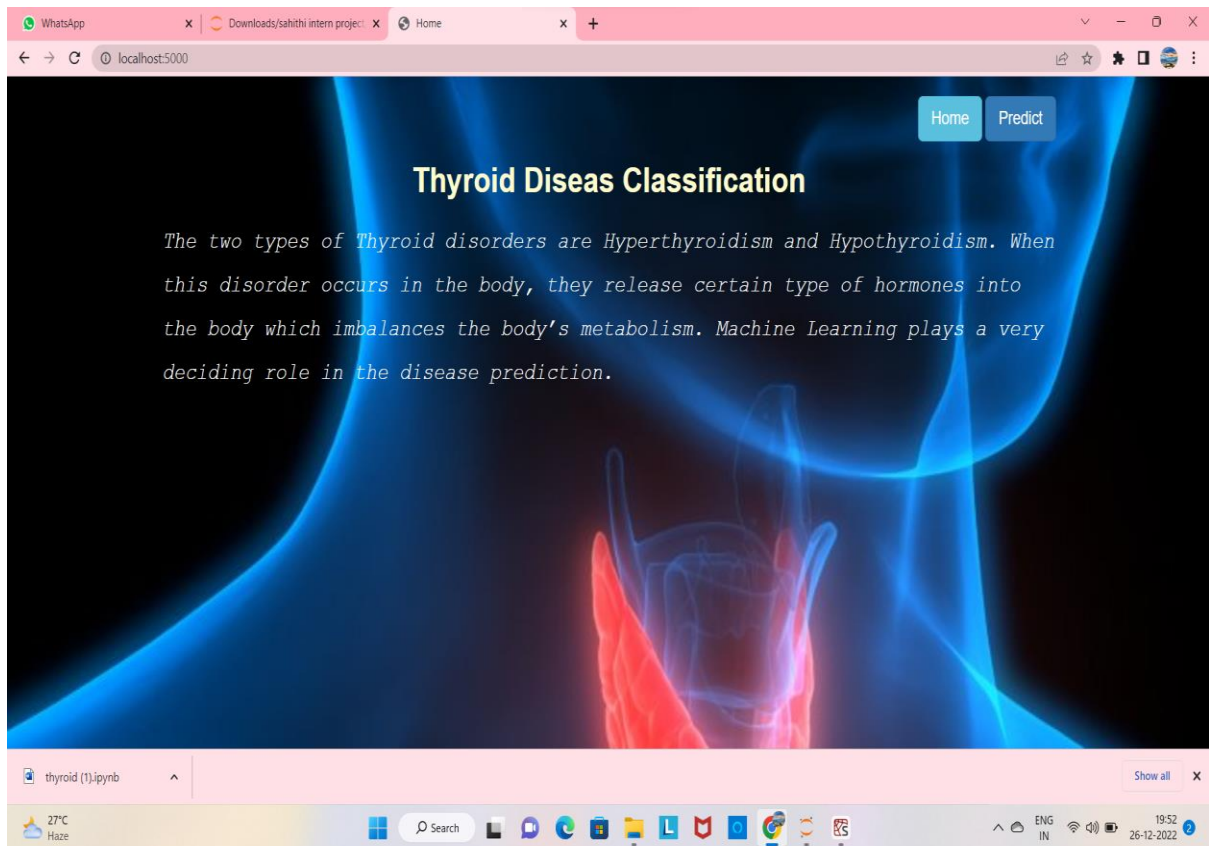 WhatsApp
Downloads/sahithi intern project
Home
localhost:5000
Home
Predict
Thyroid Diseas Classification
The two types of Thyroid disorders are Hyperthyroidism and Hypothyroidism. When
this disorder occurs in the body, they release certain type of hormones into
the body which imbalances the body's metabolism. Machine Learning plays a very
deciding role in the disease prediction.
thyroid (1).ipynb
Show all
27°C
Haze
Search
ENG
IN
19:52
26-12-2022
2